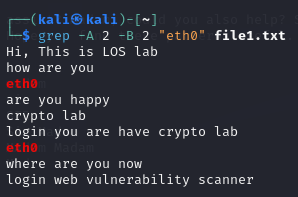 ┌──(kali㉿kali)-[~]
└─$ grep -A 2 -B 2 "eth0" file1.txt
Hi, This is LOS lab
how are you
eth0
are you happy
crypto lab
login you are have crypto lab
eth0
where are you now
login web vulnerability scanner